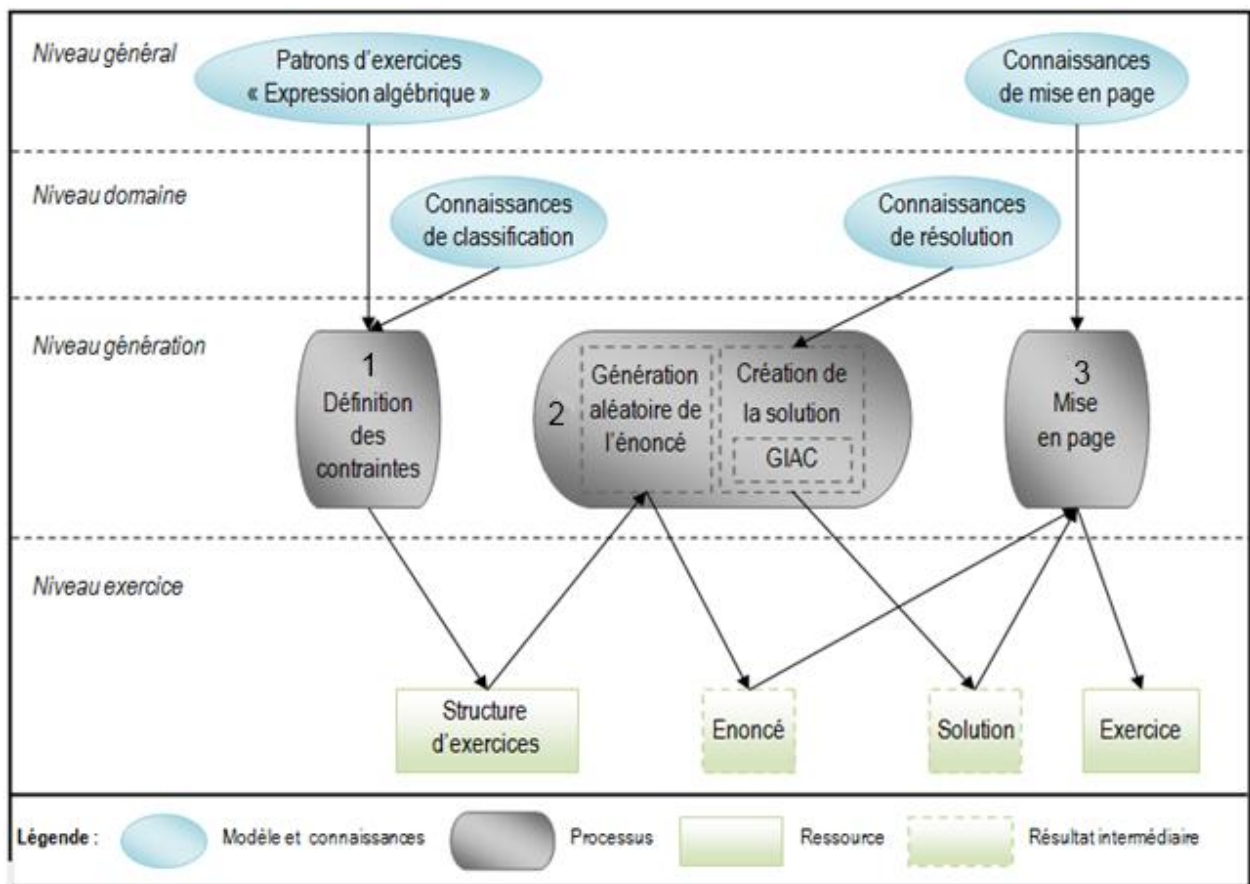 Niveau général
Patrons d'exercices
« Expression algébrique »
Connaissances
de mise en page
Niveau domaine
Connaissances
de classification
Connaissances
de résolution
Niveau génération
1
Définition
des
contraintes
2
Génération
aléatoire de
l'énoncé
Création de
la solution
GIAC
3
Mise
en page
Niveau exercice
Structure
d'exercices
Enoncé
Solution
Exercice
Légende :
Modèle et connaissances
Processus
Ressource
Résultat intermédiaire